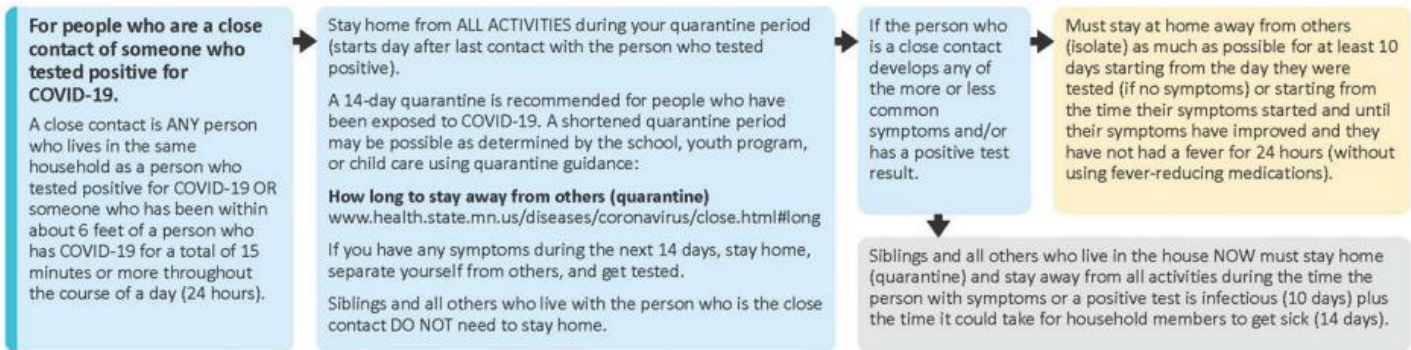 For people who are a close
contact of someone who
tested positive for
COVID-19.
A close contact is ANY person
who lives in the same
household as a person who
tested positive for COVID-19 OR
someone who has been within
about 6 feet of a person who
has COVID-19 for a total of 15
minutes or more throughout
the course of a day (24 hours).
Stay home from ALL ACTIVITIES during your quarantine period
(starts day after last contact with the person who tested
positive).
A 14-day quarantine is recommended for people who have
been exposed to COVID-19. A shortened quarantine period
may be possible as determined by the school, youth program,
or child care using quarantine guidance:
How long to stay away from others (quarantine)
www.health.state.mn.us/diseases/coronavirus/close.html#long
If you have any symptoms during the next 14 days, stay home,
separate yourself from others, and get tested.
Siblings and all others who live with the person who is the close
contact DO NOT need to stay home.
If the person who
is a close contact
develops any of
the more or less
common
symptoms and/or
has a positive test
result.
Must stay at home away from others
(isolate) as much as possible for at least 10
days starting from the day they were
tested (if no symptoms) or starting from
the time their symptoms started and until
their symptoms have improved and they
have not had a fever for 24 hours (without
using fever-reducing medications).
Siblings and all others who live in the house NOW must stay home
(quarantine) and stay away from all activities during the time the
person with symptoms or a positive test is infectious (10 days) plus
the time it could take for household members to get sick (14 days).